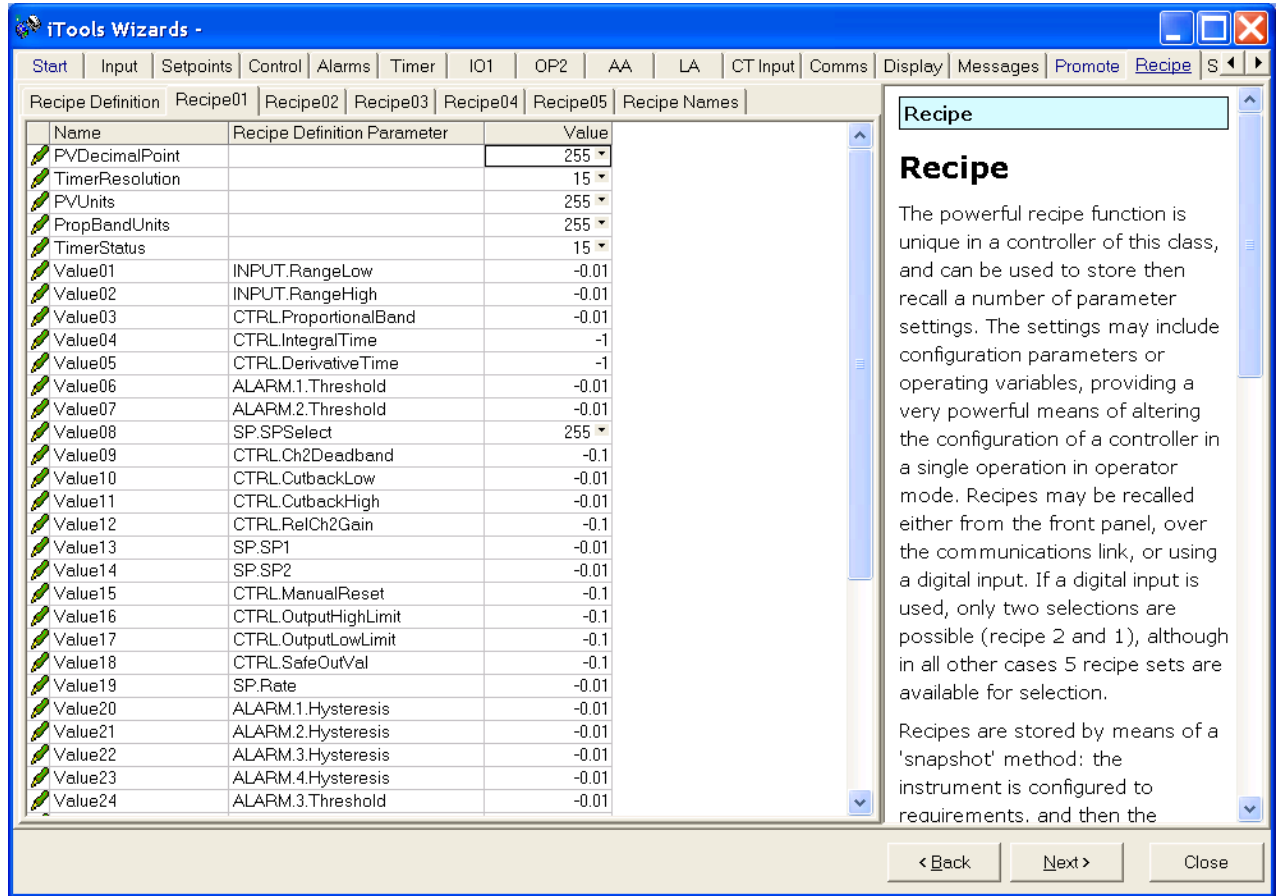 iTools Wizards -
Start Input Setpoints Control Alarms Timer IO1 OP2 AA LA CT Input Comms Display Messages Promote Recipe S
Recipe Definition Recipe01 Recipe02 Recipe03 Recipe04 Recipe05 Recipe Names
Name Recipe Definition Parameter Value
PVDecimalPoint 255
TimerResolution 15
PVUnits 255
PropBandUnits 255
TimerStatus 15
Value01 INPUT.RangeLow -0.01
Value02 INPUT.RangeHigh -0.01
Value03 CTRL.ProportionalBand -0.01
Value04 CTRL.IntegralTime -1
Value05 CTRL.DerivativeTime -1
Value06 ALARM.1.Threshold -0.01
Value07 ALARM.2.Threshold -0.01
Value08 SP.SPSelect 255
Value09 CTRL.Ch2Deadband -0.1
Value10 CTRL.CutbackLow -0.01
Value11 CTRL.CutbackHigh -0.01
Value12 CTRL.RelCh2Gain -0.1
Value13 SP.SP1 -0.01
Value14 SP.SP2 -0.01
Value15 CTRL.ManualReset -0.1
Value16 CTRL.OutputHighLimit -0.1
Value17 CTRL.OutputLowLimit -0.1
Value18 CTRL.SafeOutVal -0.1
Value19 SP.Rate -0.01
Value20 ALARM.1.Hysteresis -0.01
Value21 ALARM.2.Hysteresis -0.01
Value22 ALARM.3.Hysteresis -0.01
Value23 ALARM.4.Hysteresis -0.01
Value24 ALARM.3.Threshold -0.01
Recipe
Recipe
The powerful recipe function is
unique in a controller of this class,
and can be used to store then
recall a number of parameter
settings. The settings may include
configuration parameters or
operating variables, providing a
very powerful means of altering
the configuration of a controller in
a single operation in operator
mode. Recipes may be recalled
either from the front panel, over
the communications link, or using
a digital input. If a digital input is
used, only two selections are
possible (recipe 2 and 1), although
in all other cases 5 recipe sets are
available for selection.
Recipes are stored by means of a
'snapshot' method: the
instrument is configured to
requirements, and then the
< Back Next > Close